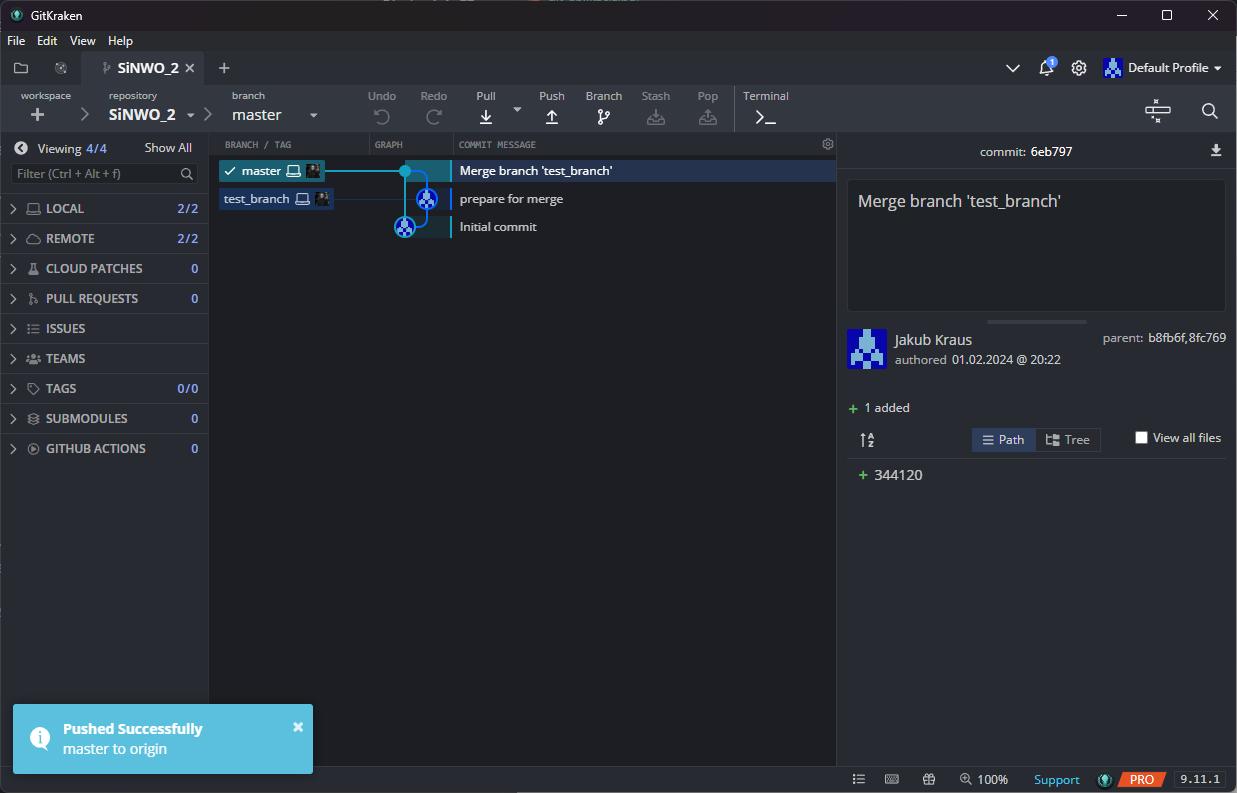 GitKraken
File Edit View Help
SiNWO_2
Default Profile
1
workspace
repository
SiNWO_2
branch
master
Undo Redo Pull Push Branch Stash Pop Terminal
Viewing 4/4 Show All
Filter (Ctrl + Alt + f)
LOCAL 2/2
REMOTE 2/2
CLOUD PATCHES 0
PULL REQUESTS 0
ISSUES
TEAMS
TAGS 0/0
SUBMODULES 0
GITHUB ACTIONS 0
BRANCH / TAG GRAPH COMMIT MESSAGE
master Merge branch 'test_branch'
test_branch prepare for merge
Initial commit
commit: 6eb797
Merge branch 'test_branch'
Jakub Kraus
authored 01.02.2024 @ 20:22
parent: b8fb6f,8fc769
+ 1 added
A Z
Path Tree View all files
+ 344120
Pushed Successfully
master to origin
100% Support PRO 9.11.1